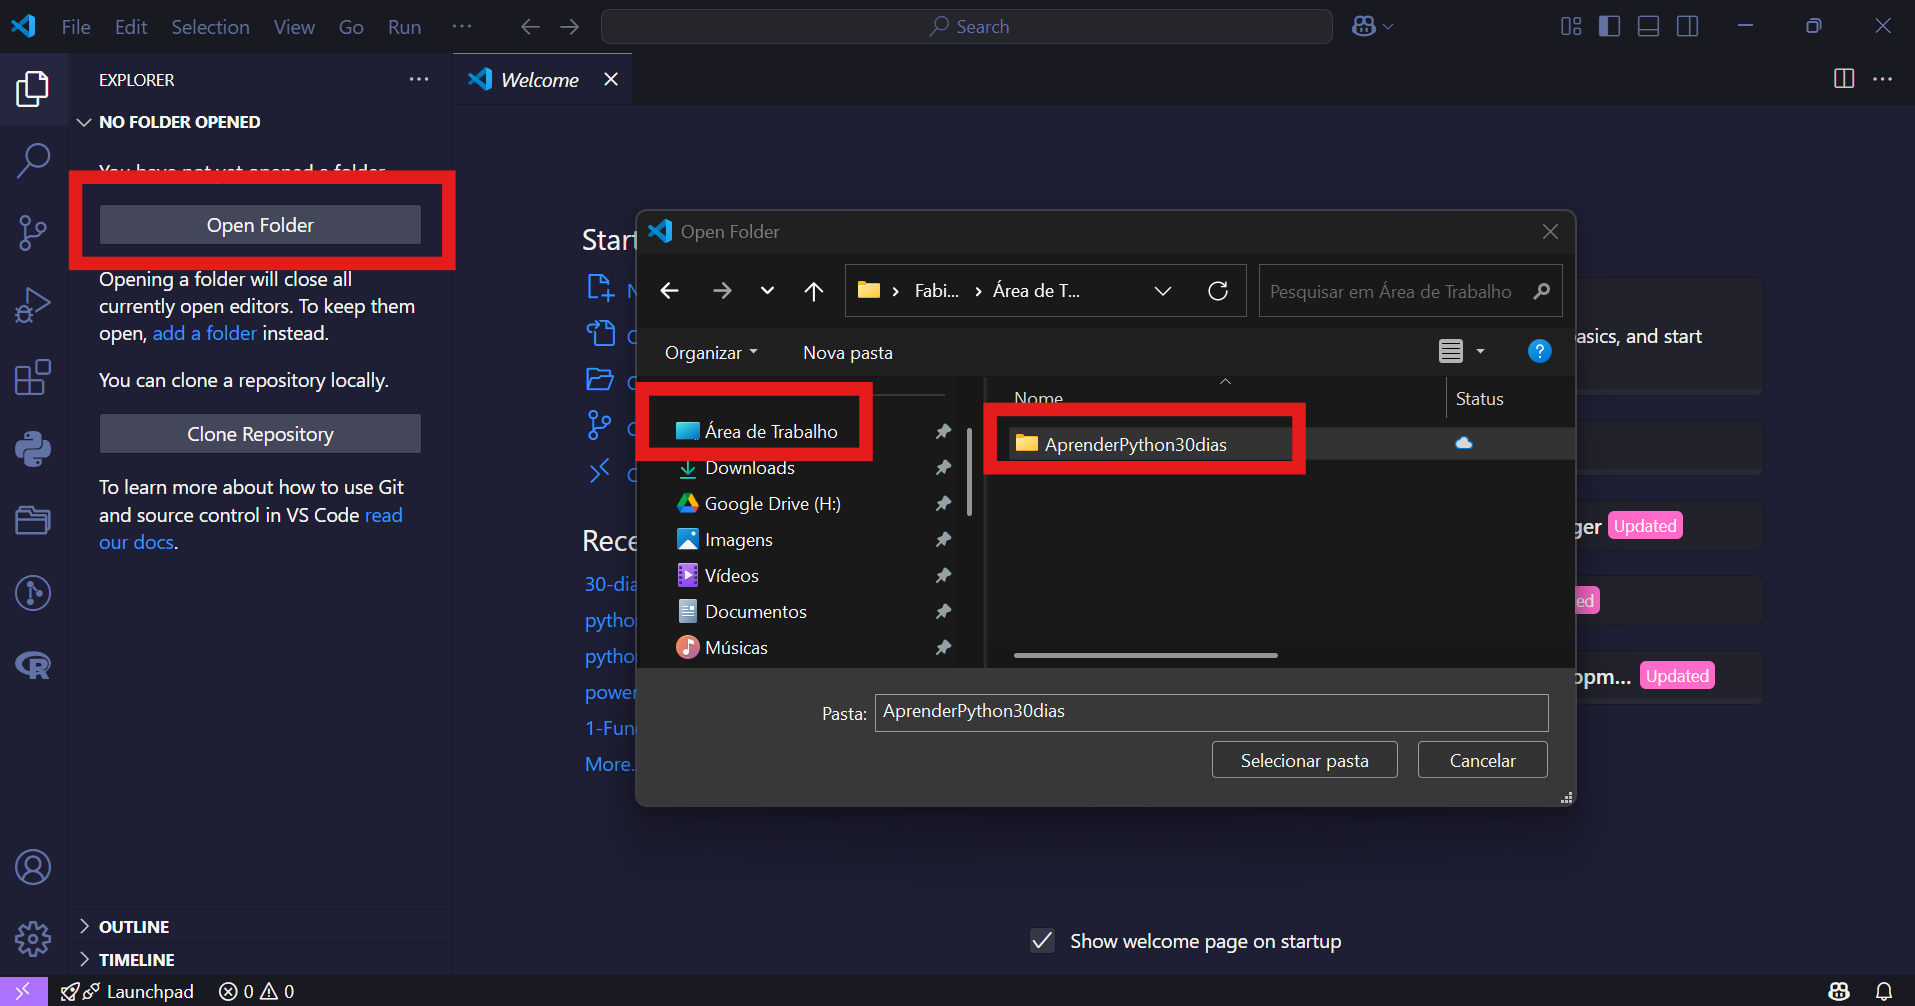 File Edit Selection View Go Run ··· Search
EXPLORER ···
Welcome
NO FOLDER OPENED
You have not yet opened a folder
Open Folder
Opening a folder will close all
currently open editors. To keep them
open, add a folder instead.
You can clone a repository locally.
Clone Repository
To learn more about how to use Git
and source control in VS Code read
our docs.
OUTLINE
TIMELINE
Start
Rece
30-dia
pytho
pytho
power
1-Fun
More..
Open Folder
Fabi... › Área de T...
Pesquisar em Área de Trabalho
Organizar Nova pasta
?
Nome Status
Área de Trabalho
Downloads
Google Drive (H:)
Imagens
Vídeos
Documentos
Músicas
AprenderPython30dias
Pasta: AprenderPython30dias
Selecionar pasta Cancelar
asics, and start
ger Updated
ed
opm... Updated
Show welcome page on startup
Launchpad 0 0